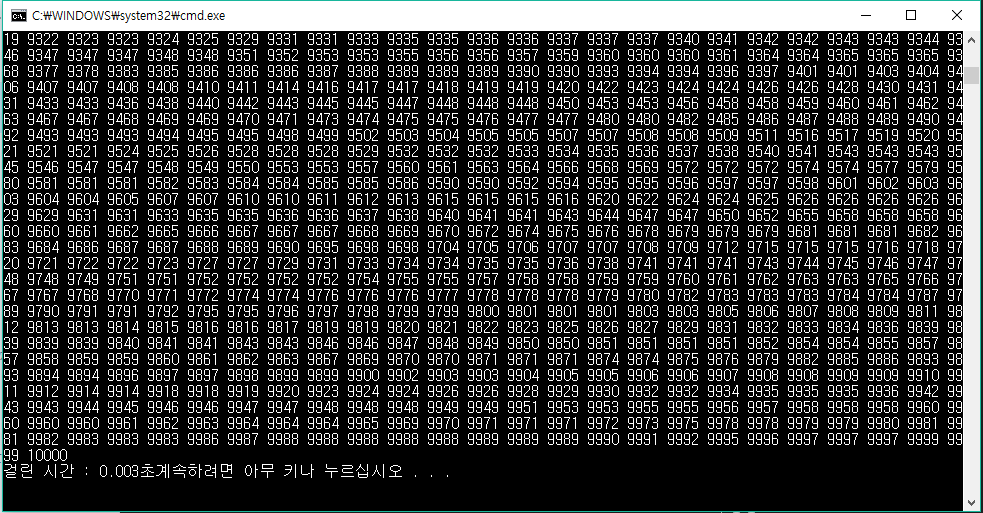 C:₩WINDOWS₩system32₩cmd.exe
19 9322 9323 9323 9324 9325 9329 9331 9331 9333 9335 9335 9335 9336 9336 9337 9337 9337 9340 9341 9342 9342 9343 9343 9344 93
46 9347 9347 9347 9348 9348 9351 9352 9353 9353 9355 9355 9356 9357 9359 9360 9360 9360 9361 9364 9364 9365 9365 9365 93
68 9377 9378 9383 9385 9386 9386 9386 9387 9388 9389 9389 9389 9390 9390 9393 9394 9394 9396 9397 9401 9401 9403 9404 94
06 9407 9407 9408 9408 9410 9411 9414 9416 9417 9417 9418 9419 9419 9420 9422 9423 9424 9424 9426 9426 9428 9430 9431 94
31 9433 9433 9436 9438 9440 9442 9443 9445 9445 9447 9448 9448 9448 9450 9453 9453 9456 9458 9458 9459 9460 9461 9462 94
63 9467 9467 9468 9469 9469 9470 9471 9473 9474 9475 9475 9476 9477 9477 9480 9480 9482 9485 9486 9487 9488 9489 9490 94
92 9493 9493 9493 9494 9495 9495 9498 9499 9502 9503 9504 9505 9505 9507 9507 9508 9508 9509 9511 9516 9517 9519 9520 95
21 9521 9521 9524 9525 9526 9528 9528 9528 9529 9532 9532 9533 9534 9535 9536 9537 9538 9540 9541 9543 9543 9543 95
45 9546 9547 9547 9548 9549 9550 9553 9553 9557 9560 9561 9563 9564 9566 9568 9569 9572 9572 9572 9574 9574 9577 9579 95
80 9581 9581 9581 9582 9583 9584 9584 9585 9585 9586 9590 9590 9592 9594 9595 9595 9596 9597 9597 9598 9601 9602 9603 96
03 9604 9604 9605 9607 9607 9610 9610 9611 9612 9613 9615 9615 9615 9616 9620 9622 9624 9624 9625 9626 9626 9626 9628 96
29 9629 9631 9631 9633 9635 9635 9636 9636 9637 9638 9640 9641 9641 9643 9644 9647 9647 9650 9652 9655 9658 9658 9658 96
60 9660 9661 9662 9665 9666 9667 9667 9668 9668 9669 9670 9672 9674 9675 9676 9678 9679 9679 9679 9681 9681 9681 9682 96
83 9684 9686 9687 9687 9688 9689 9690 9695 9698 9698 9704 9705 9706 9707 9707 9708 9709 9712 9715 9715 9715 9716 9718 97
20 9721 9722 9722 9723 9727 9727 9729 9731 9733 9734 9734 9735 9736 9738 9741 9741 9741 9743 9744 9745 9746 9747 97
48 9748 9749 9751 9751 9752 9752 9752 9752 9754 9755 9755 9757 9758 9758 9759 9760 9761 9762 9763 9763 9765 9766 97
67 9767 9768 9770 9771 9772 9774 9774 9776 9776 9776 9777 9778 9778 9778 9779 9780 9782 9783 9783 9783 9784 9784 9787 97
89 9790 9791 9791 9792 9795 9795 9796 9797 9798 9799 9799 9800 9801 9801 9801 9803 9803 9805 9806 9807 9808 9809 9811 98
12 9813 9813 9814 9815 9816 9816 9817 9819 9819 9820 9821 9822 9823 9825 9826 9827 9829 9831 9832 9833 9834 9836 9839 98
39 9839 9839 9840 9841 9841 9843 9843 9846 9846 9847 9848 9849 9850 9850 9851 9851 9851 9852 9854 9854 9855 9857 98
57 9858 9859 9859 9860 9861 9862 9863 9867 9869 9870 9870 9871 9871 9871 9874 9874 9875 9876 9879 9882 9885 9886 9893 98
93 9894 9894 9896 9897 9897 9898 9899 9899 9900 9902 9903 9903 9904 9905 9905 9906 9906 9907 9908 9908 9909 9909 9910 99
11 9912 9914 9914 9918 9918 9919 9920 9923 9924 9924 9926 9926 9928 9929 9930 9932 9932 9934 9935 9935 9935 9936 9942 99
43 9943 9944 9945 9946 9946 9947 9947 9948 9948 9948 9949 9949 9951 9953 9953 9955 9955 9956 9957 9958 9958 9958 9960 99
60 9960 9960 9961 9962 9963 9964 9964 9965 9965 9969 9970 9971 9971 9971 9972 9973 9975 9976 9976 9979 9979 9980 9981 99
81 9982 9983 9983 9983 9986 9987 9988 9988 9988 9988 9988 9988 9989 9989 9989 9990 9991 9992 9995 9996 9997 9997 9999 99
99 10000
걸린 시간 : 0.003초계속하려면 아무 키나 누르십시오 . . .